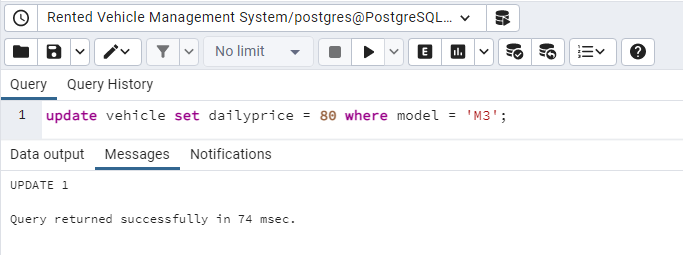 Rented Vehicle Management System/postgres@PostgreSQL...
No limit
E
Query
Query History
1 update vehicle set dailyprice = 80 where model = 'M3';
Data output
Messages
Notifications
UPDATE 1
Query returned successfully in 74 msec.